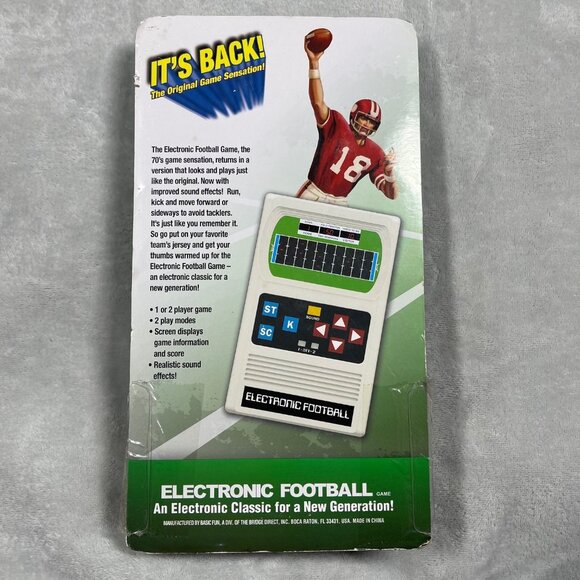 IT'S BACK!
The Original Game Sensation!
18
The Electronic Football Game, the
70's game sensation, returns in a
version that looks and plays just
like the original. Now with
improved sound effects! Run,
kick and move forward or
sideways to avoid tacklers.
It's just like you remember it.
So go put on your favorite
team's jersey and get your
thumbs warmed up for the
Electronic Football Game –
an electronic classic for a
new generation!
• 1 or 2 player game
• 2 play modes
• Screen displays
game information
and score
• Realistic sound
effects!
ST
SC
K
SOUND
ELECTRONIC FOOTBALL
ELECTRONIC FOOTBALL GAME
An Electronic Classic for a New Generation!
MANUFACTURED BY BASIC FUN, A DIV. OF THE BRIDGE DIRECT, INC. BOCA RATON, FL 33431, USA. MADE IN CHINA